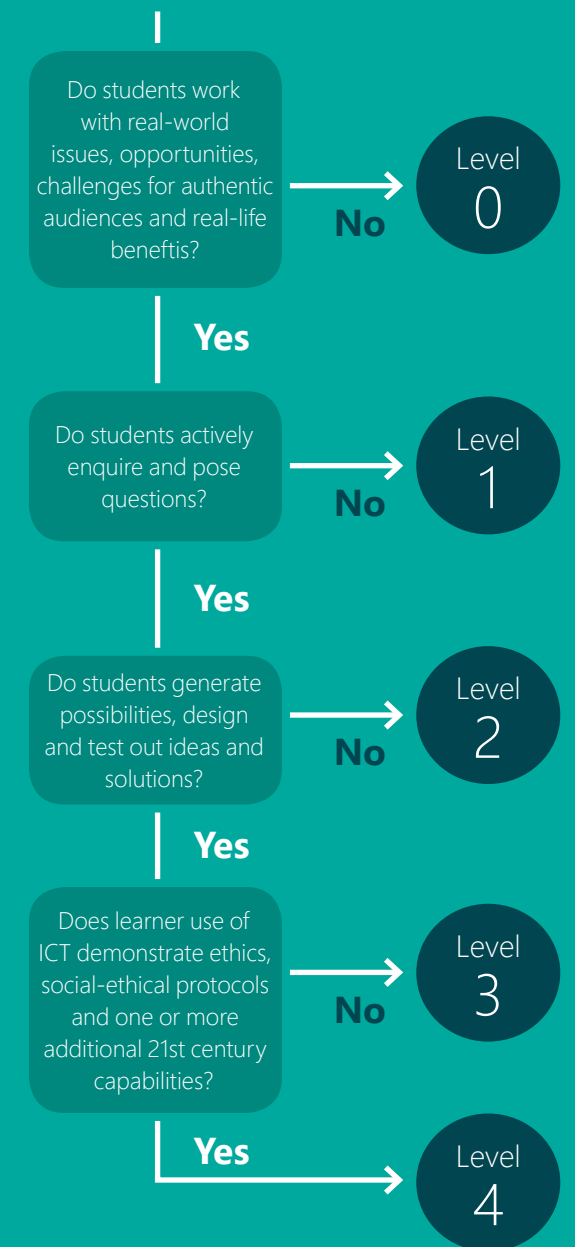 Do students work
with real-world
issues, opportunities,
challenges for authentic
audiences and real-life
beneftis?
No
Level
0
Yes
Do students actively
enquire and pose
questions?
No
Level
1
Yes
Do students generate
possibilities, design
and test out ideas and
solutions?
No
Level
2
Yes
Does learner use of
ICT demonstrate ethics,
social-ethical protocols
and one or more
additional 21st century
capabilities?
No
Level
3
Yes
Level
4